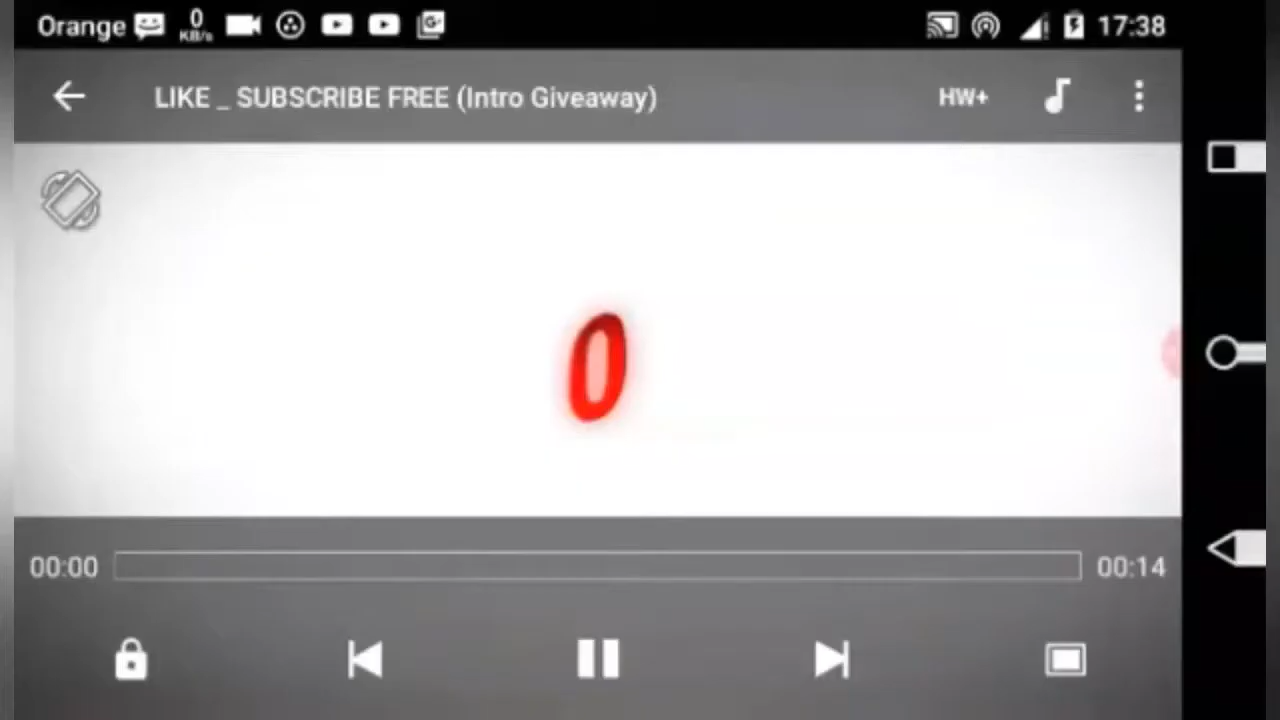 Orange 0 KB/s 17:38
LIKE _ SUBSCRIBE FREE (Intro Giveaway) HW+
0
00:00 00:14